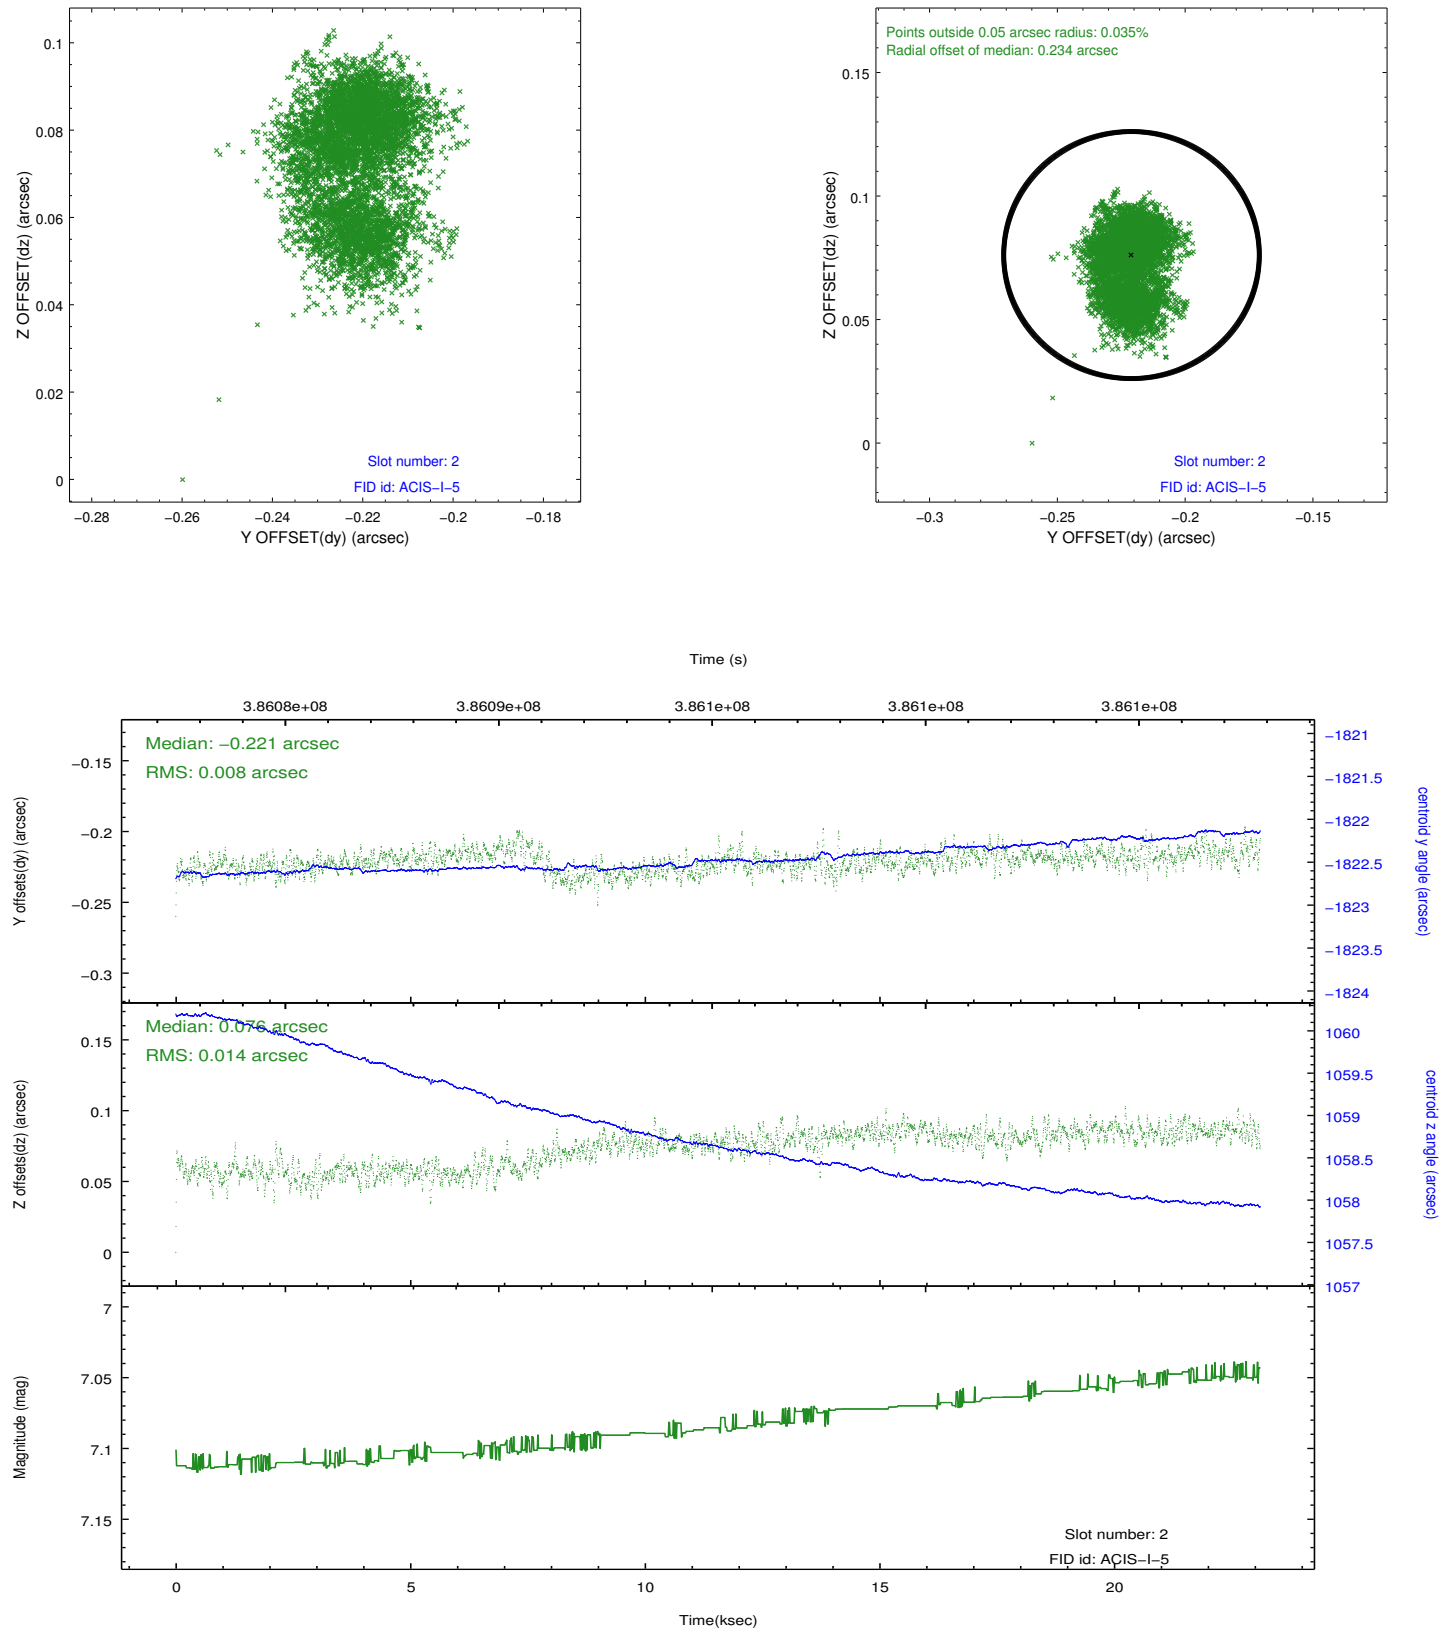 0.1
0.08
0.06
0.04
0.02
0
Z OFFSET(dz) (arcsec)
Slot number: 2
FID id: ACIS−I−5
−0.28 −0.26 −0.24 −0.22 −0.2 −0.18
Y OFFSET(dy) (arcsec)
Points outside 0.05 arcsec radius: 0.035%
Radial offset of median: 0.234 arcsec
0.15
0.1
0.05
0
Z OFFSET(dz) (arcsec)
Slot number: 2
FID id: ACIS−I−5
−0.3 −0.25 −0.2 −0.15
Y OFFSET(dy) (arcsec)
Time (s)
3.8608e+08 3.8609e+08 3.861e+08 3.861e+08 3.861e+08
Median: −0.221 arcsec
RMS: 0.008 arcsec
−0.15
−0.2
−0.25
−0.3
Y offsets(dy) (arcsec)
−1821
−1821.5
−1822
−1822.5
−1823
−1823.5
−1824
centroid y angle (arcsec)
Median: 0.076 arcsec
RMS: 0.014 arcsec
0.15
0.1
0.05
0
Z offsets(dz) (arcsec)
1060
1059.5
1059
1058.5
1058
1057.5
1057
centroid z angle (arcsec)
7
7.05
7.1
7.15
Magnitude (mag)
Slot number: 2
FID id: ACIS−I−5
0 5 10 15 20
Time(ksec)